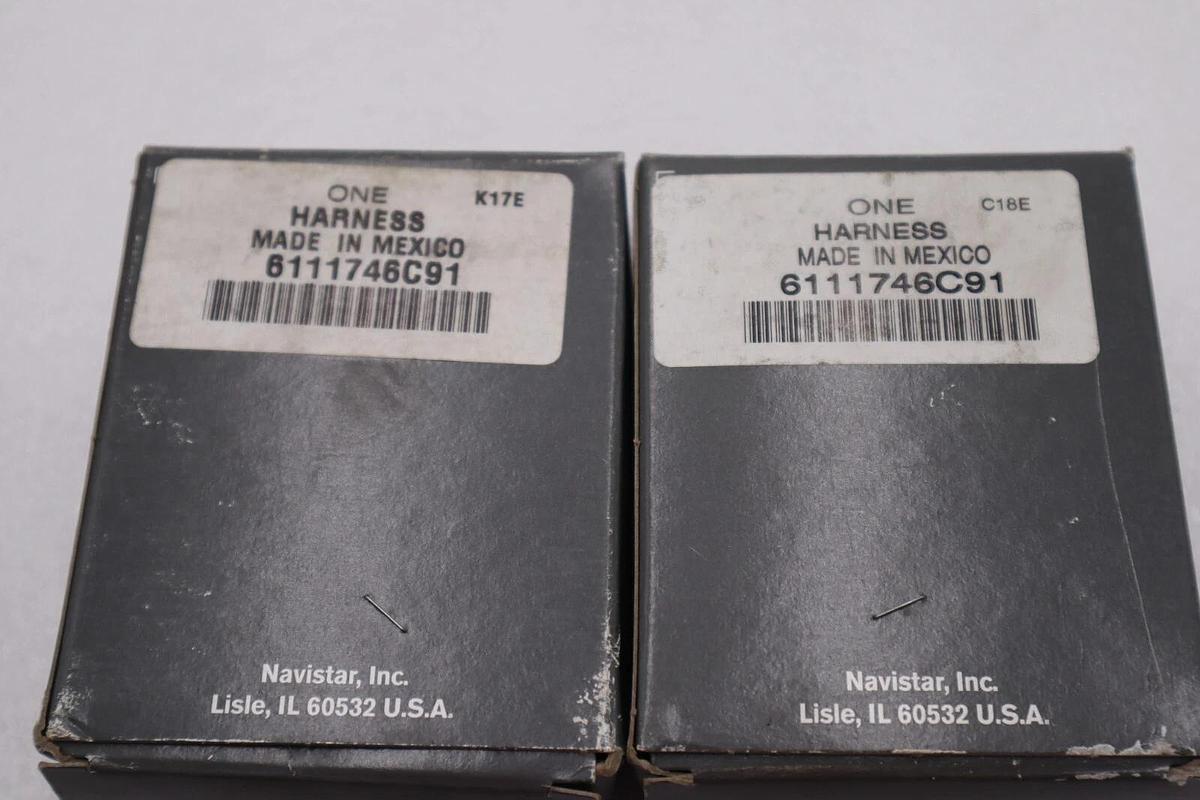 ONE K17E
HARNESS
MADE IN MEXICO
6111746C91
Navistar, Inc.
Lisle, IL 60532 U.S.A.
ONE C18E
HARNESS
MADE IN MEXICO
6111746C91
Navistar, Inc.
Lisle, IL 60532 U.S.A.